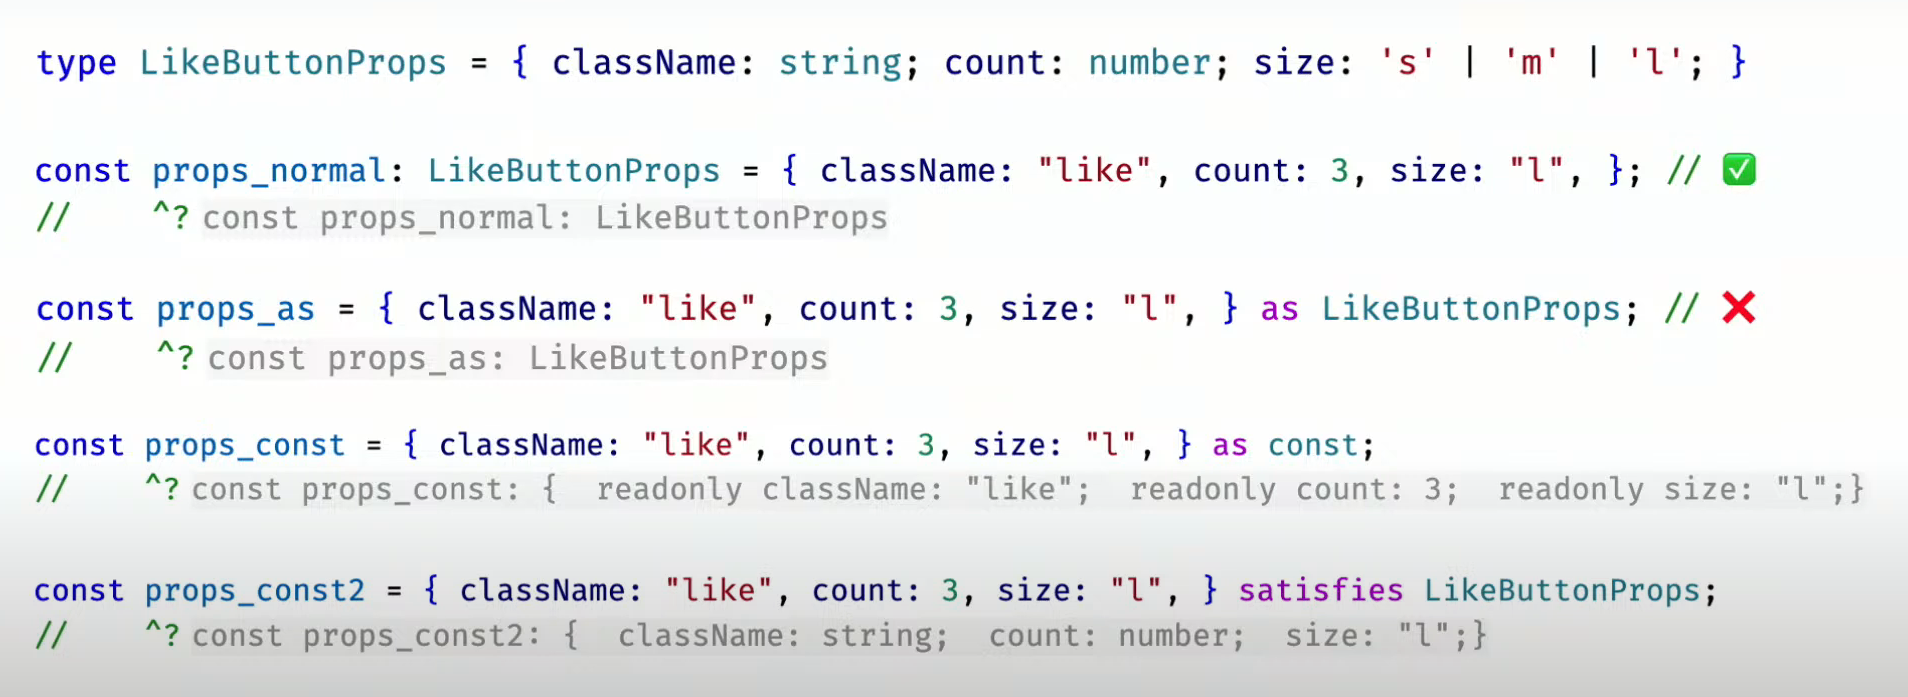 type LikeButtonProps = { className: string; count: number; size: 's' | 'm' | 'l'; }
const props_normal: LikeButtonProps = { className: "like", count: 3, size: "l", }; // ✅
//    ^? const props_normal: LikeButtonProps
const props_as = { className: "like", count: 3, size: "l", } as LikeButtonProps; // ❌
//    ^? const props_as: LikeButtonProps
const props_const = { className: "like", count: 3, size: "l", } as const;
//    ^? const props_const: {  readonly className: "like";  readonly count: 3;  readonly size: "l";}
const props_const2 = { className: "like", count: 3, size: "l", } satisfies LikeButtonProps;
//    ^? const props_const2: {  className: string;  count: number;  size: "l";}